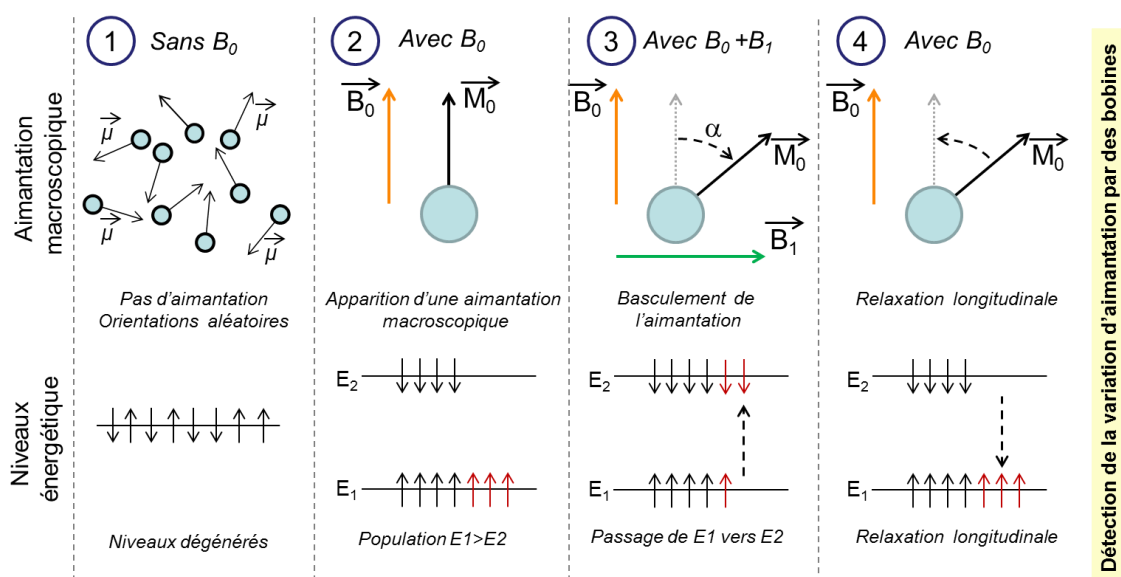 1 Sans B₀
2 Avec B₀
3 Avec B₀ +B₁
4 Avec B₀
Aimantation
macroscopique
μ
μ
μ
μ
B₀
M₀
B₀
α
M₀
B₁
B₀
M₀
Pas d'aimantation
Orientations aléatoires
Apparition d'une aimantation
macroscopique
Basculement de
l'aimantation
Relaxation longitudinale
Niveaux
énergétique
E₂
E₁
E₂
E₁
E₂
E₁
Niveaux dégénérés
Population E1>E2
Passage de E1 vers E2
Relaxation longitudinale
Détection de la variation d'aimantation par des bobines